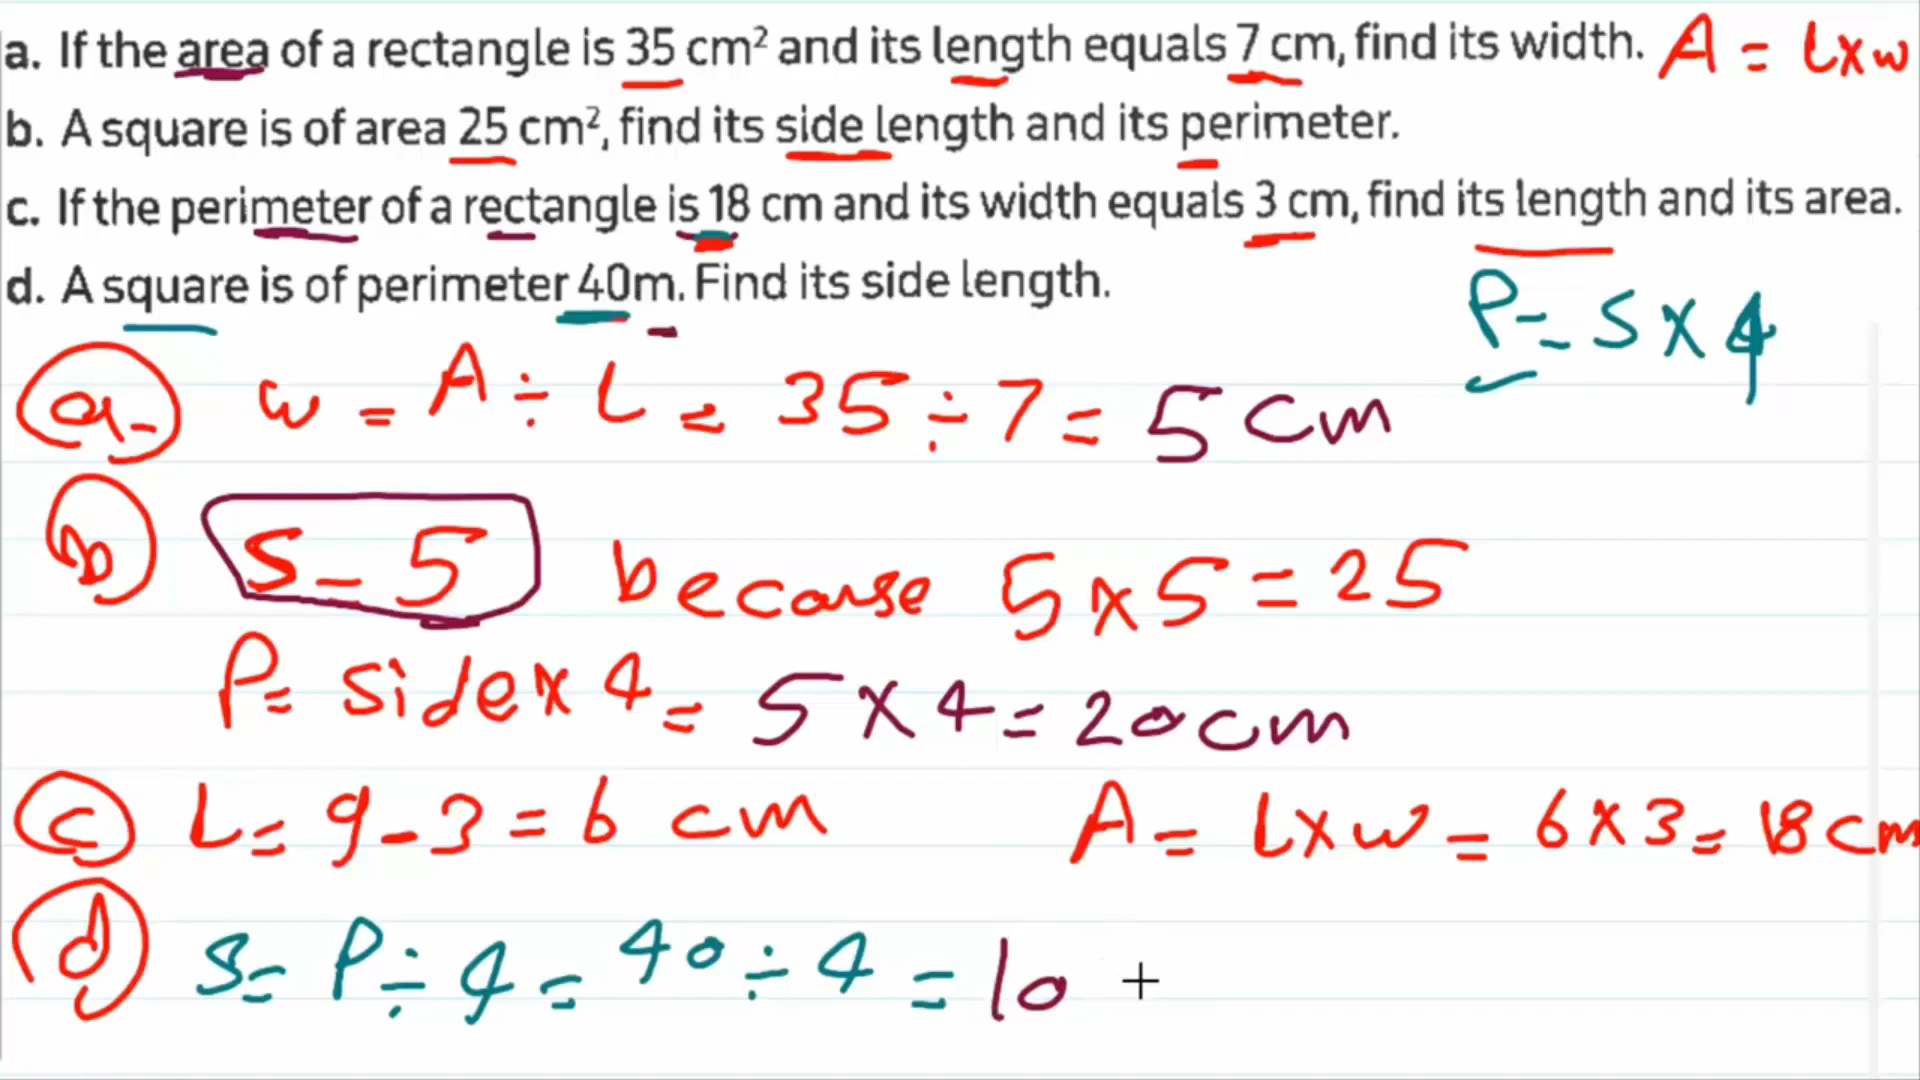 a. If the area of a rectangle is 35 cm² and its length equals 7 cm, find its width. A = L×w
b. A square is of area 25 cm², find its side length and its perimeter.
c. If the perimeter of a rectangle is 18 cm and its width equals 3 cm, find its length and its area.
d. A square is of perimeter 40m. Find its side length.
P = S × 4
a- w = A ÷ L = 35 ÷ 7 = 5 cm
b S = 5 because 5 × 5 = 25
P = side × 4 = 5 × 4 = 20 cm
c L = 9 - 3 = 6 cm A = L × w = 6 × 3 = 18 cm
d S = P ÷ 4 = 40 ÷ 4 = 10